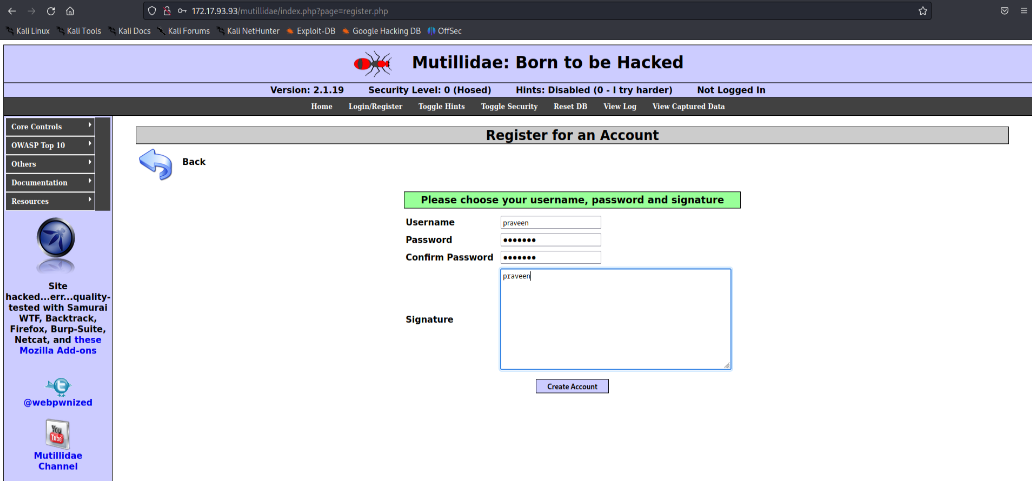 172.17.93.93/mutillidae/index.php?page=register.php
Kali Linux Kali Tools Kali Docs Kali Forums Kali NetHunter Exploit-DB Google Hacking DB OffSec
Mutillidae: Born to be Hacked
Version: 2.1.19 Security Level: 0 (Hosed) Hints: Disabled (0 - I try harder) Not Logged In
Home Login/Register Toggle Hints Toggle Security Reset DB View Log View Captured Data
Core Controls
OWASP Top 10
Others
Documentation
Resources
Site
hacked...err...quality-
tested with Samurai
WTF, Backtrack,
Firefox, Burp-Suite,
Netcat, and these
Mozilla Add-ons
@webpwnized
You
Tube
Mutillidae
Channel
Register for an Account
Back
Please choose your username, password and signature
Username praveen
Password •••••••
Confirm Password •••••••
Signature praveen
Create Account